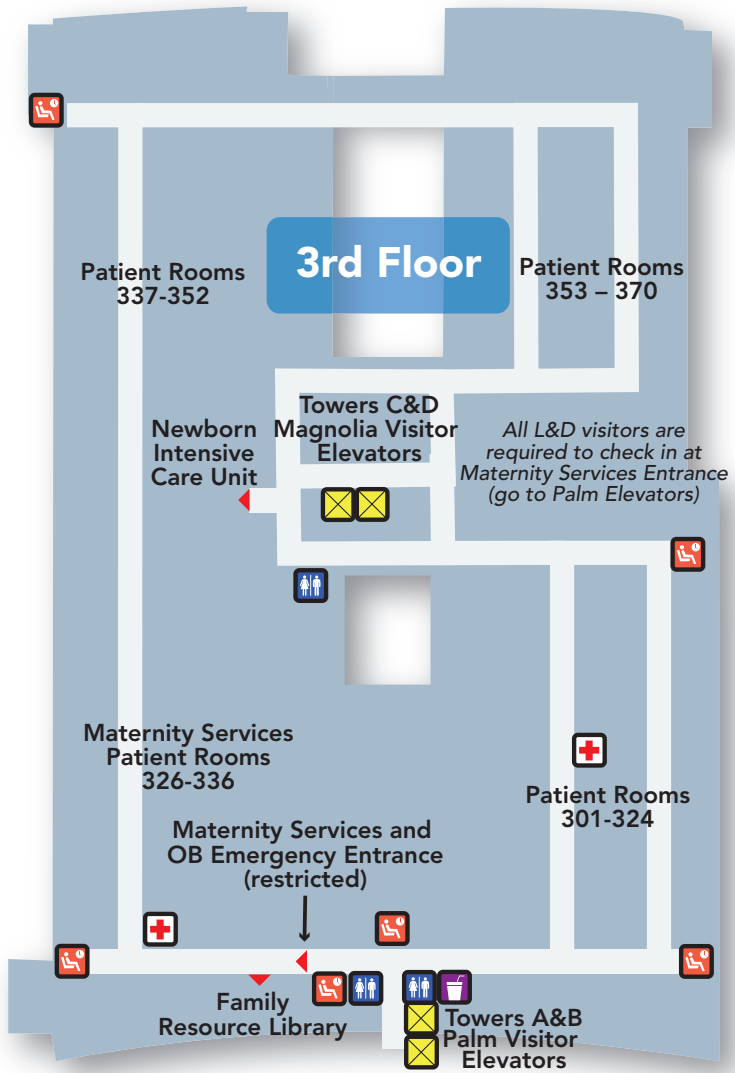 3rd Floor
Patient Rooms
337-352
Patient Rooms
353 – 370
Towers C&D
Magnolia Visitor
Elevators
Newborn
Intensive
Care Unit
All L&D visitors are
required to check in at
Maternity Services Entrance
(go to Palm Elevators)
Maternity Services
Patient Rooms
326-336
Patient Rooms
301-324
Maternity Services and
OB Emergency Entrance
(restricted)
Family
Resource Library
Towers A&B
Palm Visitor
Elevators